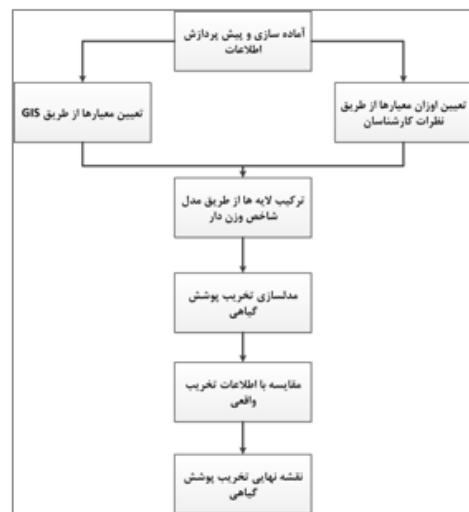 آماده سازی و پیش پردازش
اطلاعات
تعیین اوزان معیارها از طریق
نظرات کارشناسان
تعیین معیارها از طریق GIS
ترکیب لایه ها از طریق مدل
شاخص وزن دار
مدلسازی تخریب پوشش
گیاهی
مقایسه با اطلاعات تخریب
واقعی
نقشه نهایی تخریب پوشش
گیاهی